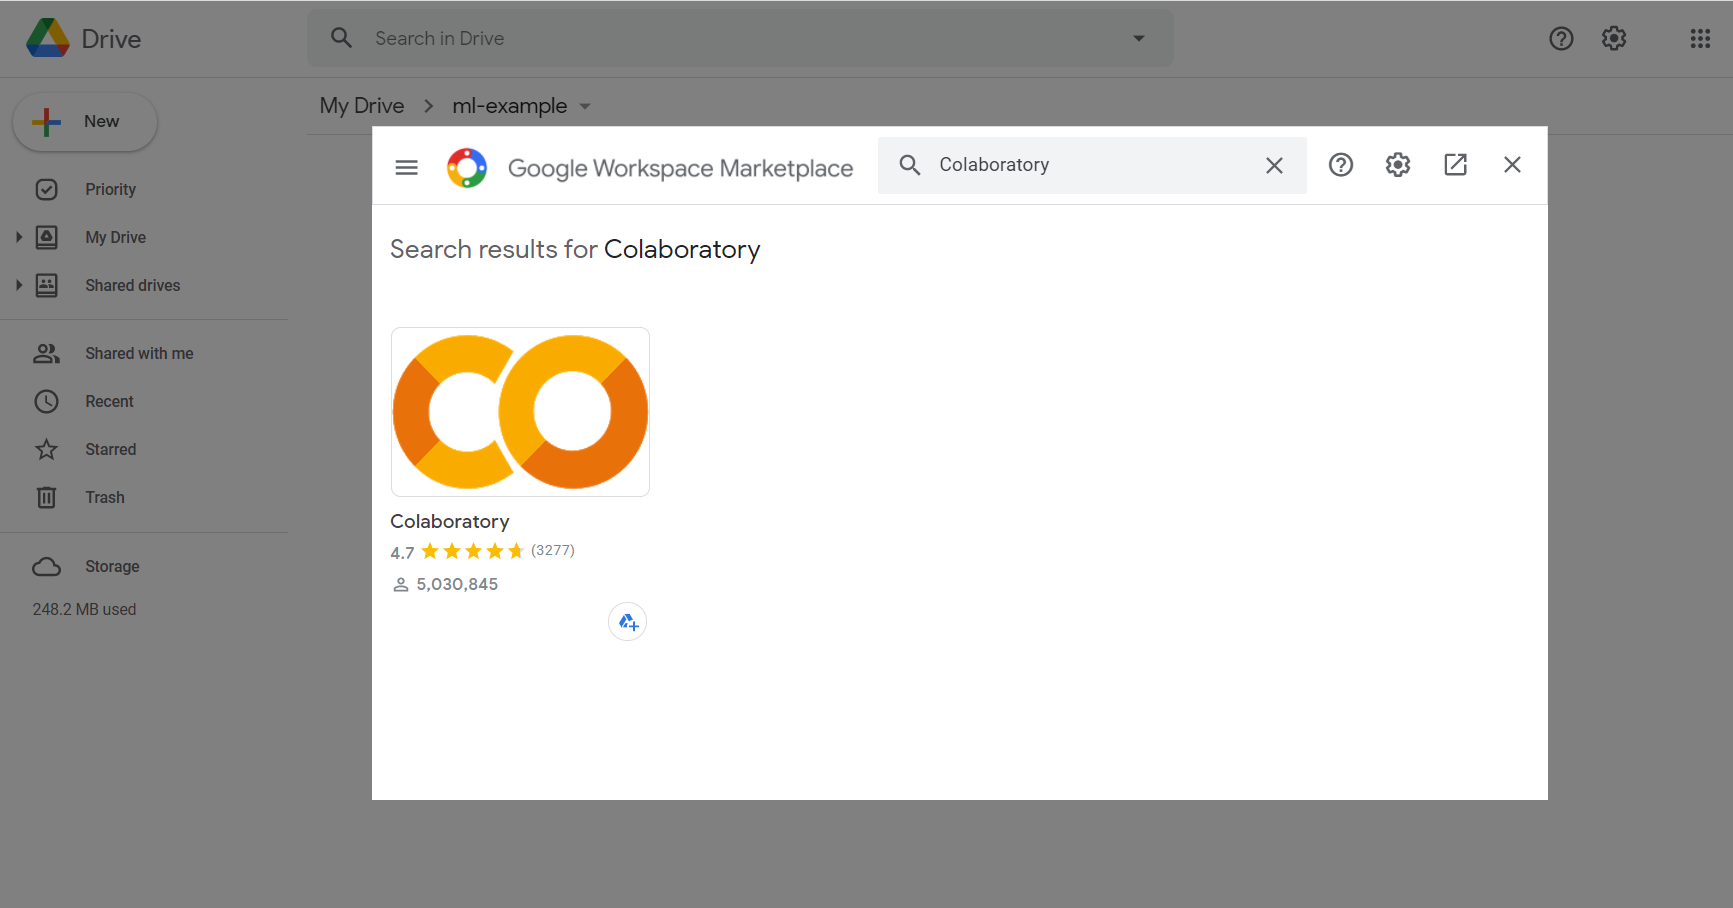 Drive
Search in Drive
New
My Drive
ml-example
Priority
My Drive
Shared drives
Shared with me
Recent
Starred
Trash
Storage
248.2 MB used
Google Workspace Marketplace
Colaboratory
Search results for Colaboratory
Colaboratory
4.7 (3277)
5,030,845